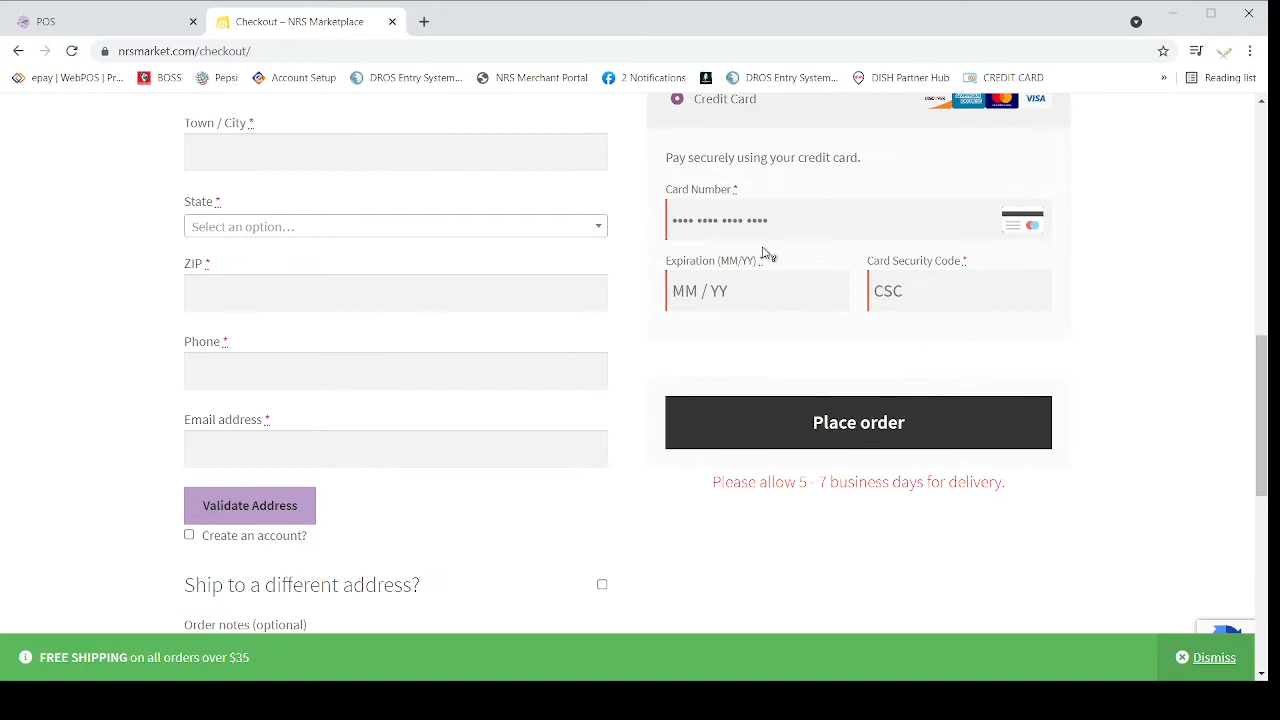 POS
Checkout – NRS Marketplace
nrsmarket.com/checkout/
epay | WebPOS | Pr...
BOSS
Pepsi
Account Setup
DROS Entry System...
NRS Merchant Portal
2 Notifications
DROS Entry System...
DISH Partner Hub
CREDIT CARD
»
Reading list
Town / City *
State *
Select an option...
ZIP *
Phone *
Email address *
Validate Address
Create an account?
Ship to a different address?
Order notes (optional)
Credit Card
DISCOVER
VISA
Pay securely using your credit card.
Card Number *
•••• •••• •••• ••••
Expiration (MM/YY) *
MM / YY
Card Security Code *
CSC
Place order
Please allow 5 - 7 business days for delivery.
FREE SHIPPING on all orders over $35
Dismiss